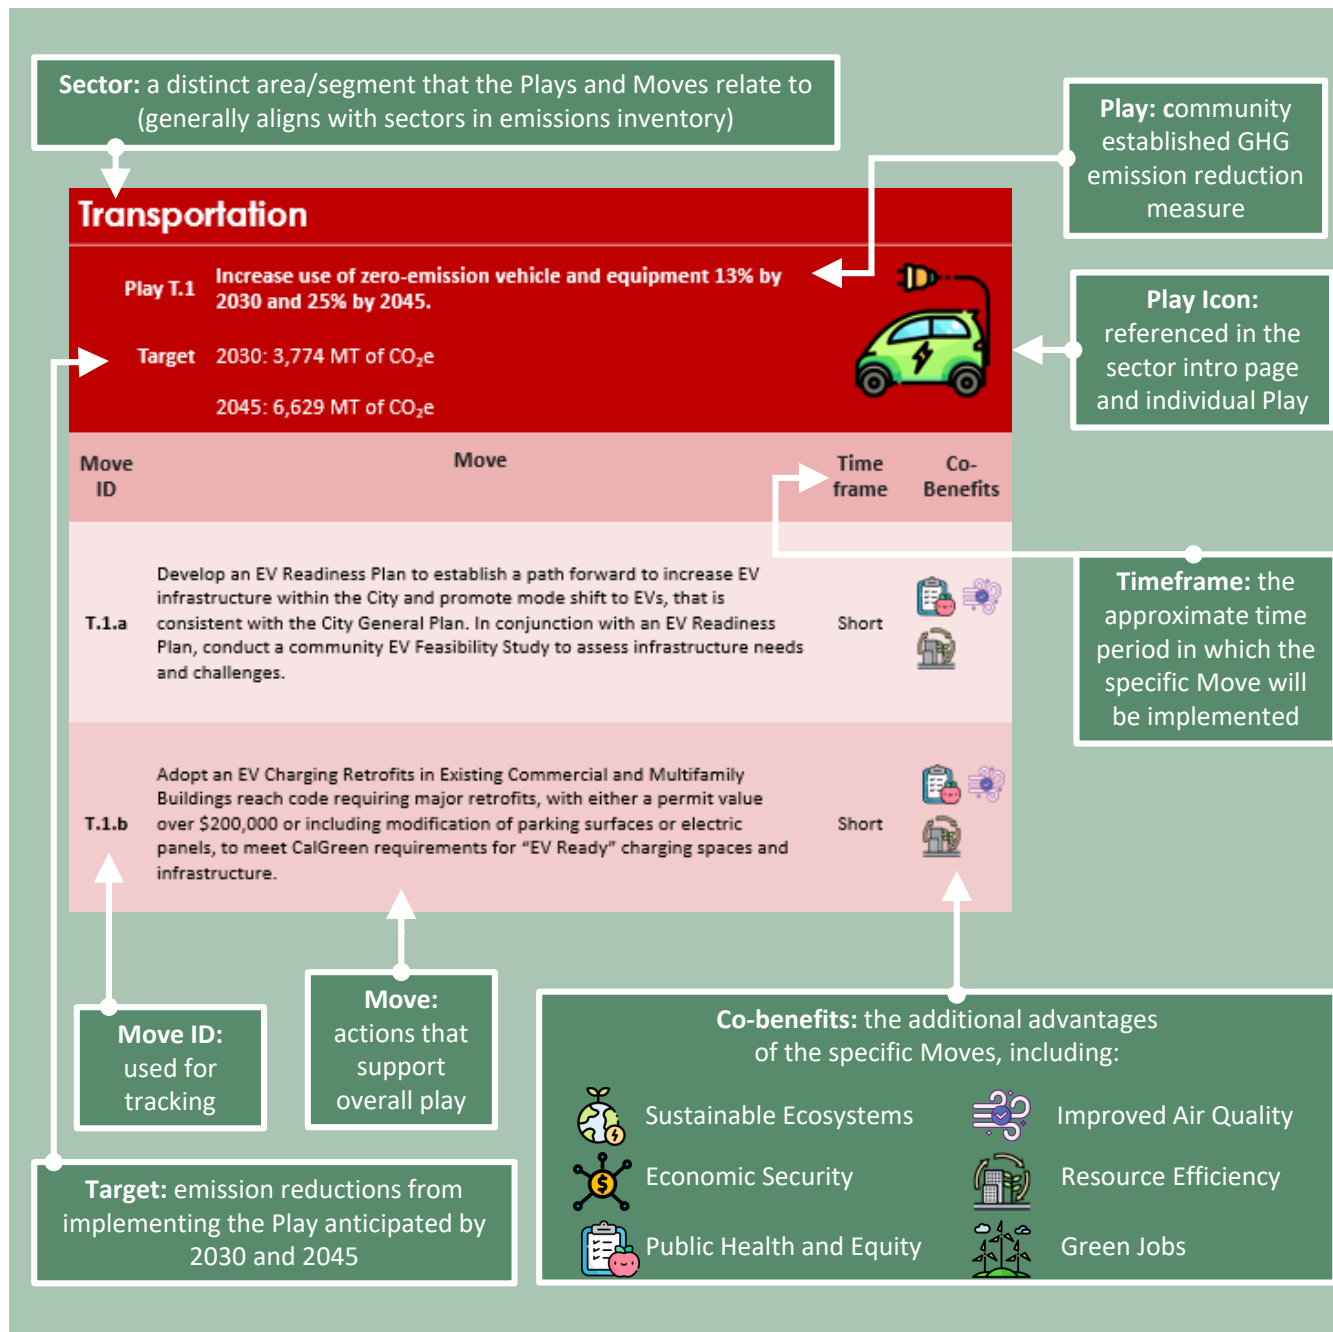 Sector: a distinct area/segment that the Plays and Moves relate to
(generally aligns with sectors in emissions inventory)
Play: community
established GHG
emission reduction
measure
Transportation
Play T.1
Increase use of zero-emission vehicle and equipment 13% by
2030 and 25% by 2045.
Target
2030: 3,774 MT of CO₂e
2045: 6,629 MT of CO₂e
Play Icon:
referenced in the
sector intro page
and individual Play
Move
ID
Move
Time
frame
Co-
Benefits
T.1.a
Develop an EV Readiness Plan to establish a path forward to increase EV
infrastructure within the City and promote mode shift to EVs, that is
consistent with the City General Plan. In conjunction with an EV Readiness
Plan, conduct a community EV Feasibility Study to assess infrastructure needs
and challenges.
Short
Timeframe: the
approximate time
period in which the
specific Move will
be implemented
T.1.b
Adopt an EV Charging Retrofits in Existing Commercial and Multifamily
Buildings reach code requiring major retrofits, with either a permit value
over $200,000 or including modification of parking surfaces or electric
panels, to meet CalGreen requirements for “EV Ready” charging spaces and
infrastructure.
Short
Move ID:
used for
tracking
Move:
actions that
support
overall play
Target: emission reductions from
implementing the Play anticipated by
2030 and 2045
Co-benefits: the additional advantages
of the specific Moves, including:
Sustainable Ecosystems
Improved Air Quality
Economic Security
Resource Efficiency
Public Health and Equity
Green Jobs